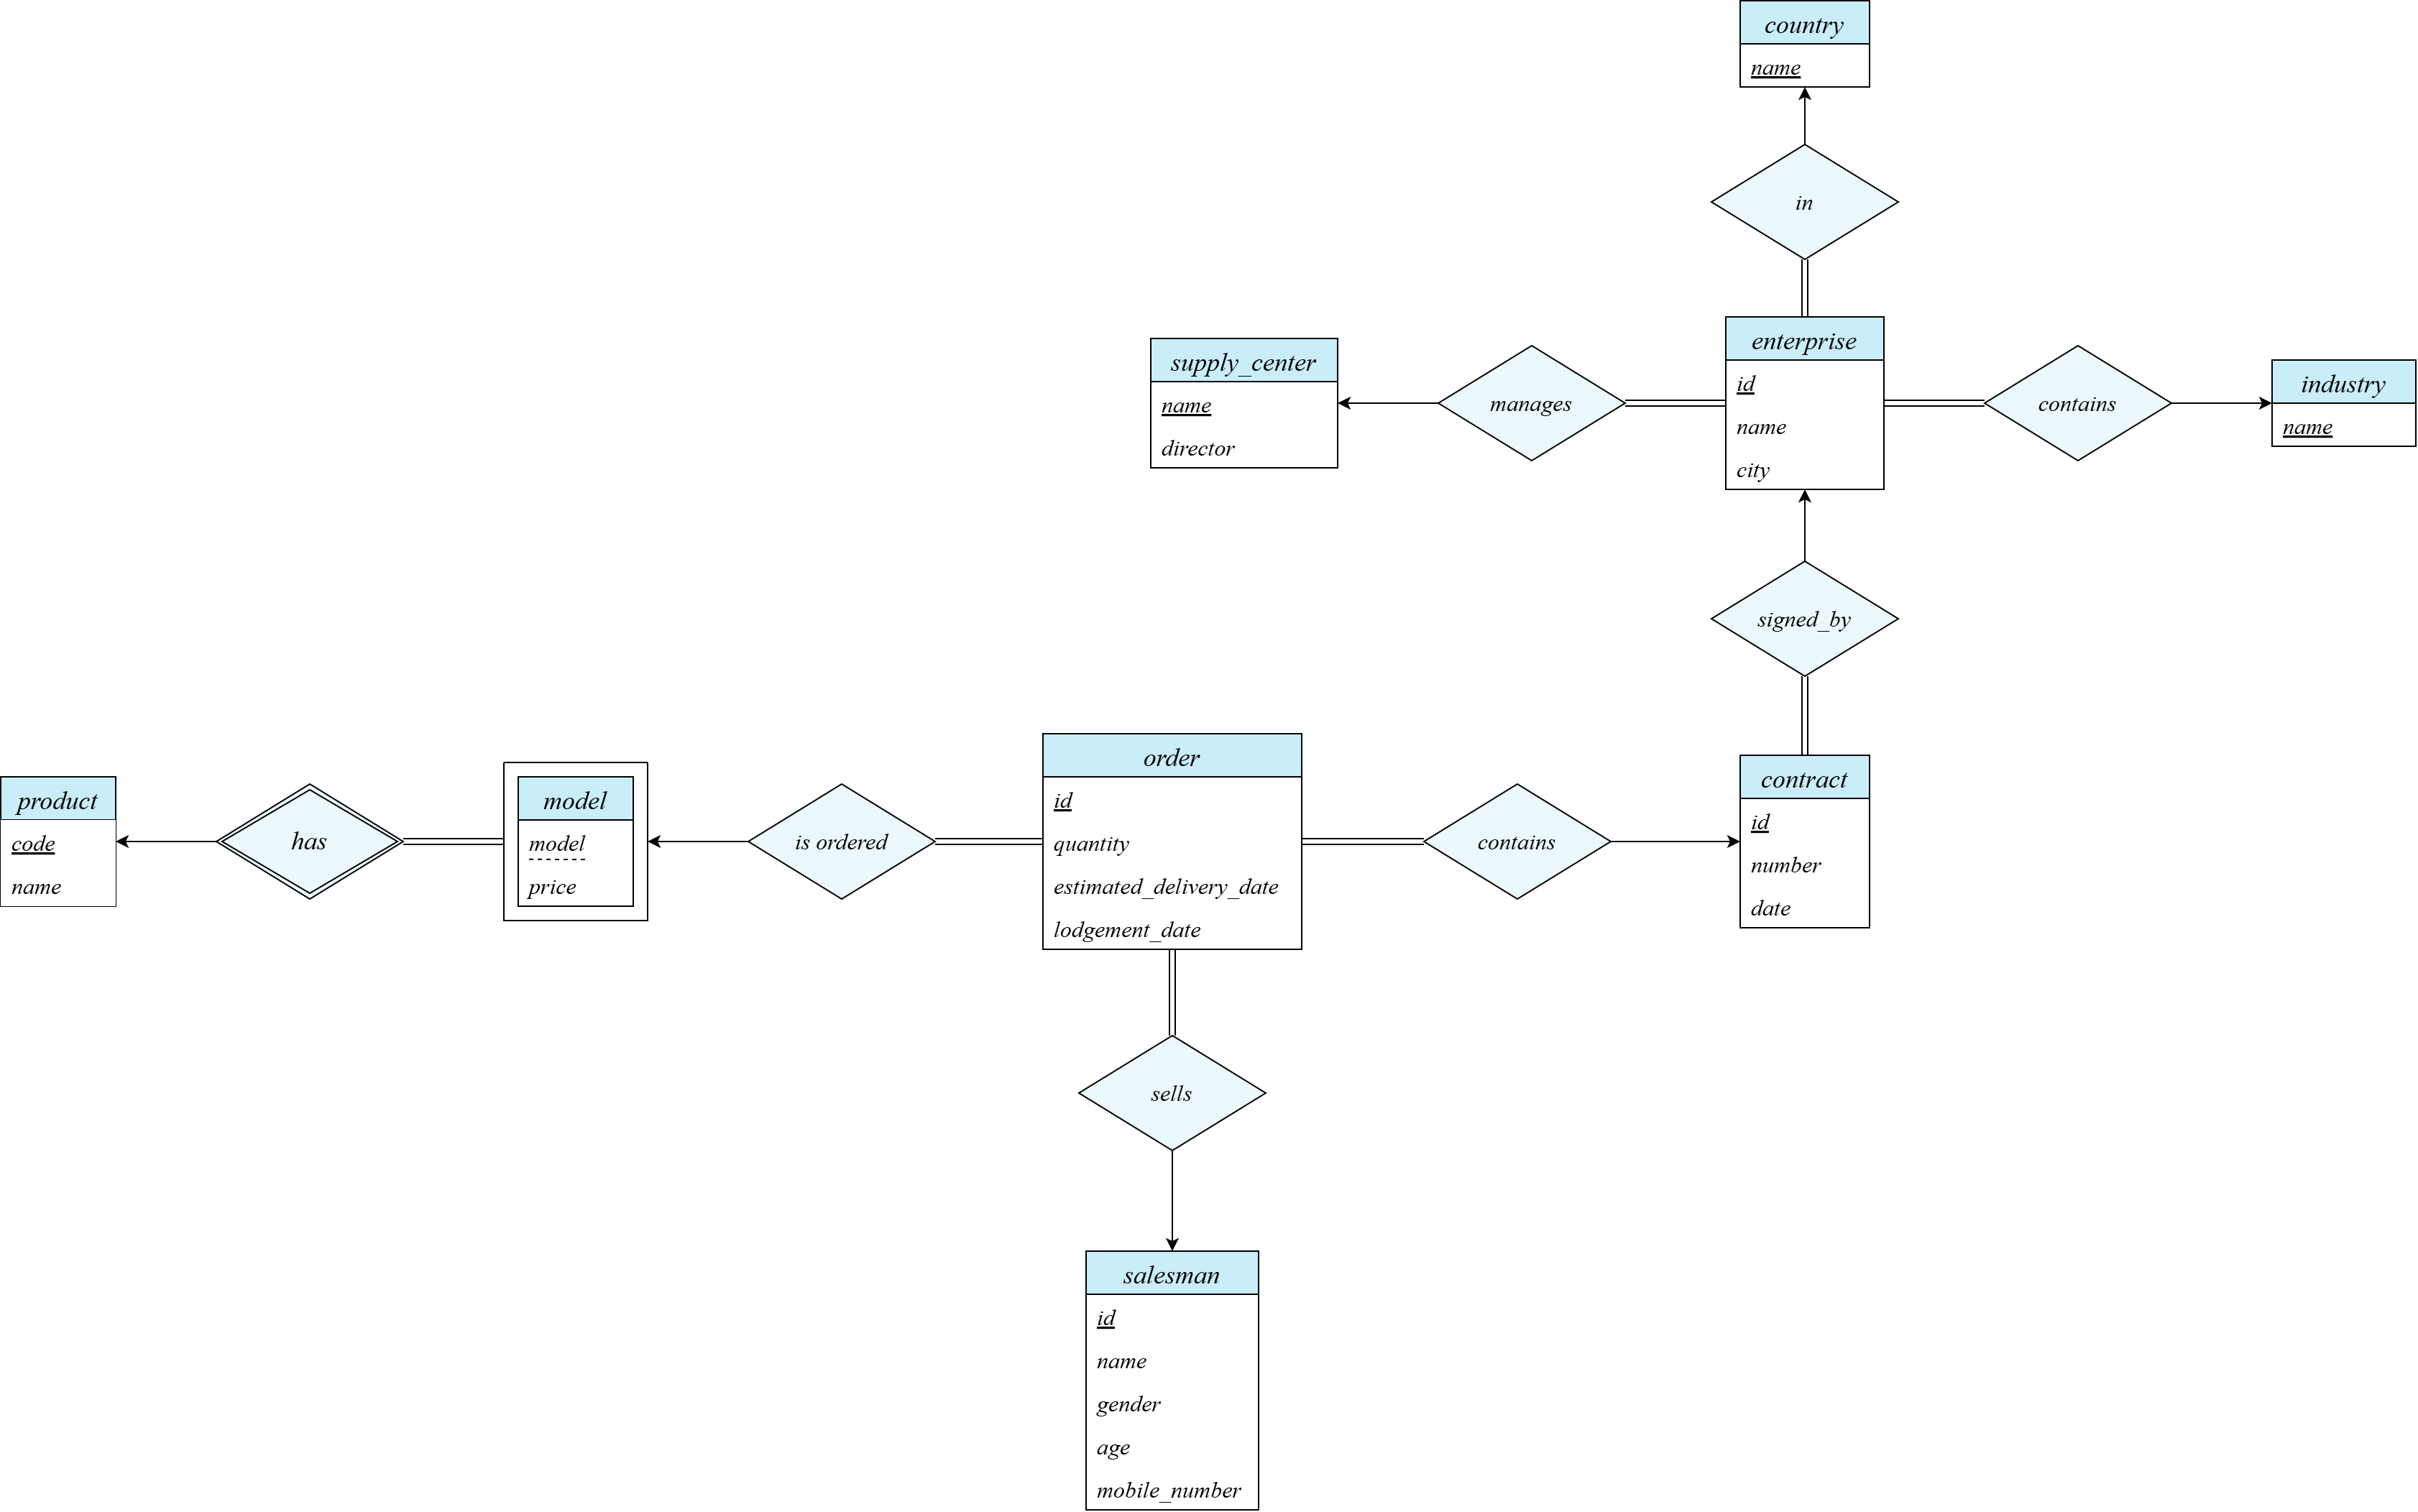 country
name
in
supply_center
name
director
manages
enterprise
id
name
city
contains
industry
name
signed_by
product
code
name
has
model
model
price
is ordered
order
id
quantity
estimated_delivery_date
lodgement_date
contains
contract
id
number
date
sells
salesman
id
name
gender
age
mobile_number